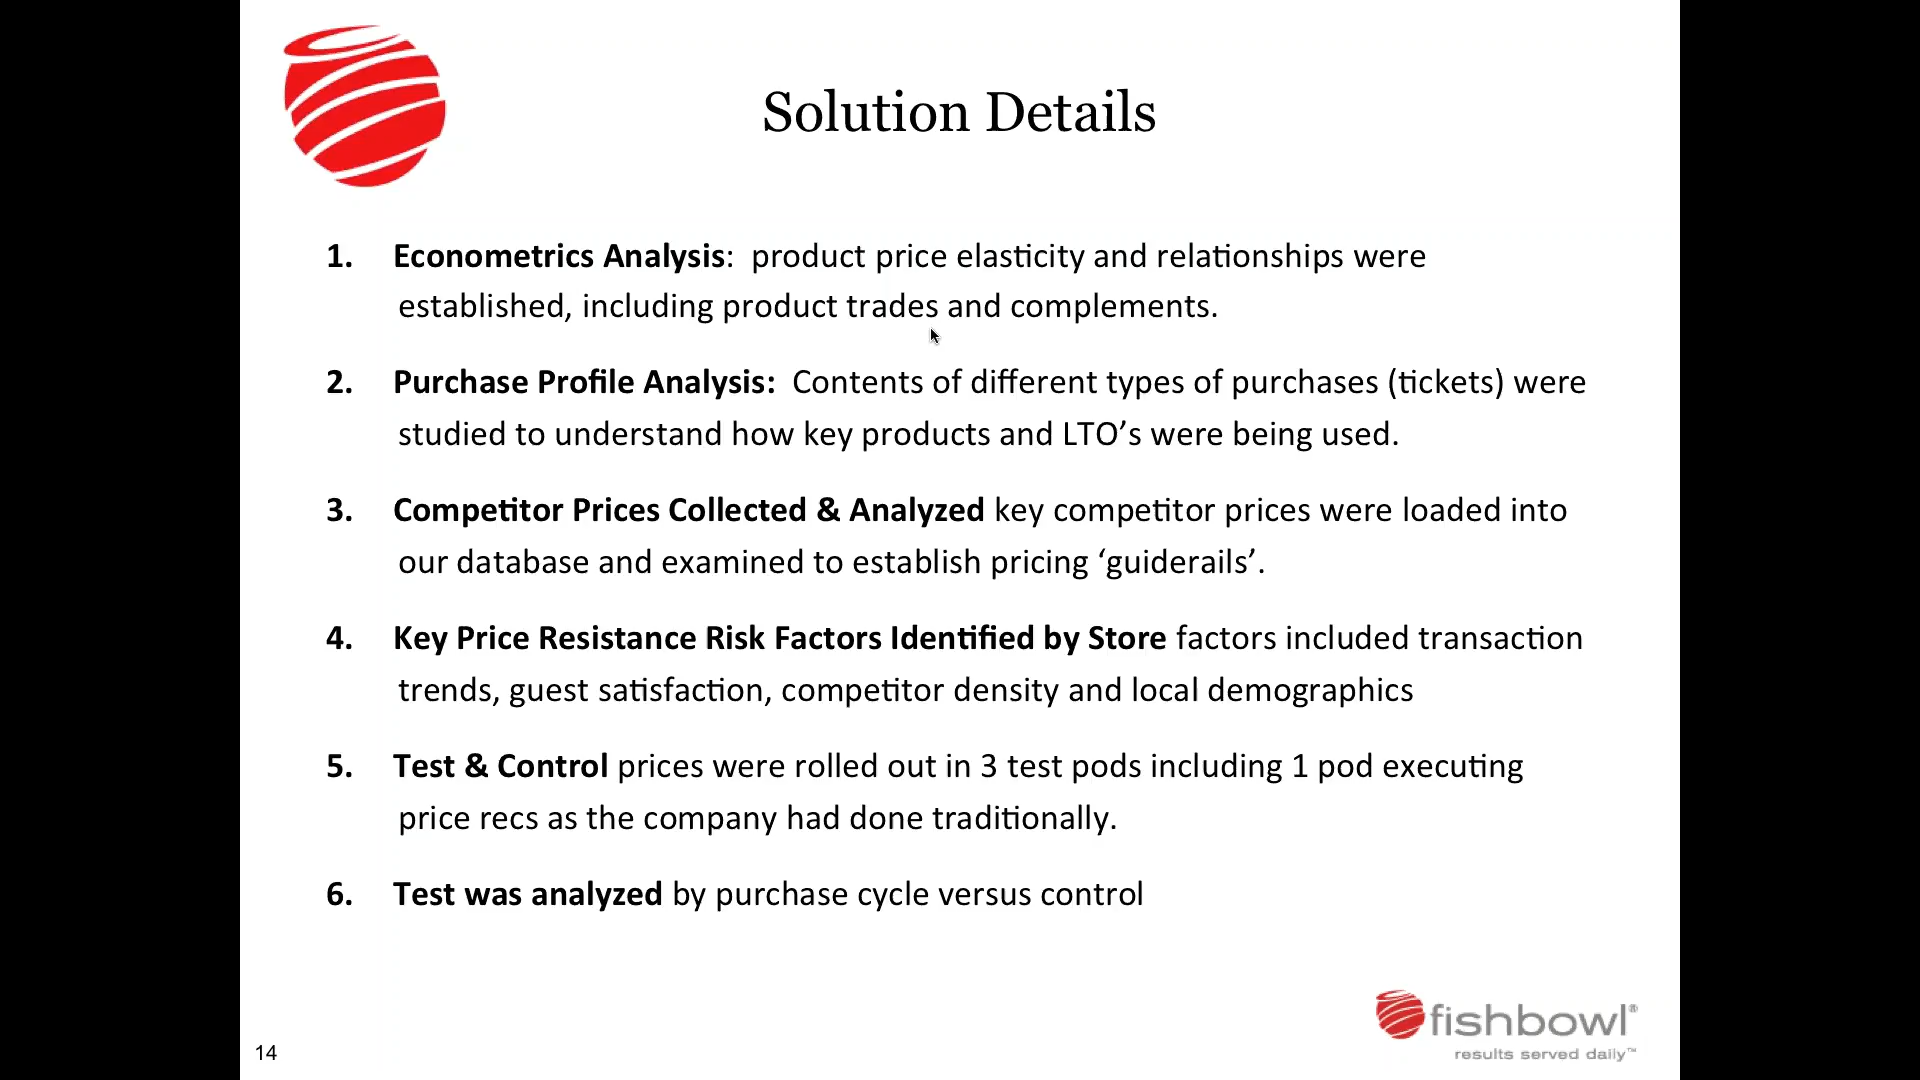 Solution Details
1. Econometrics Analysis: product price elasticity and relationships were
established, including product trades and complements.
2. Purchase Profile Analysis: Contents of different types of purchases (tickets) were
studied to understand how key products and LTO’s were being used.
3. Competitor Prices Collected & Analyzed key competitor prices were loaded into
our database and examined to establish pricing ‘guiderails’.
4. Key Price Resistance Risk Factors Identified by Store factors included transaction
trends, guest satisfaction, competitor density and local demographics
5. Test & Control prices were rolled out in 3 test pods including 1 pod executing
price recs as the company had done traditionally.
6. Test was analyzed by purchase cycle versus control
fishbowl®
results served daily™
14